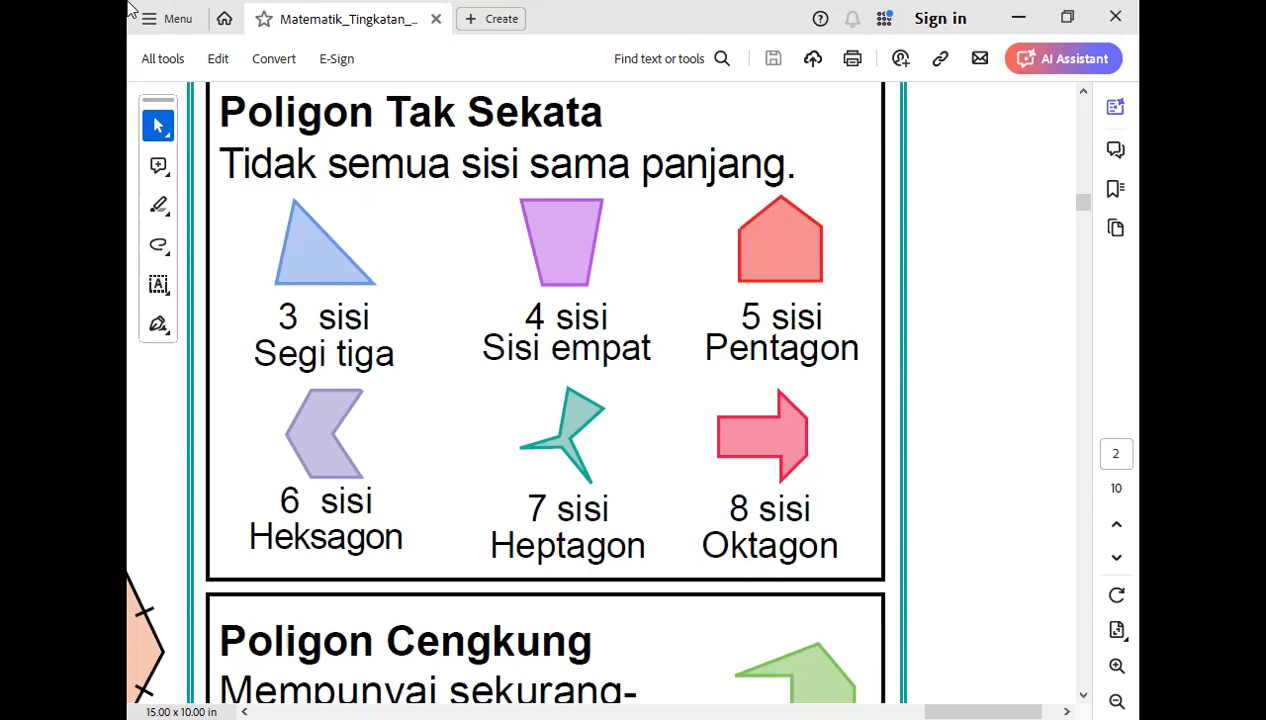 Menu
Matematik_Tingkatan_...
Create
Sign in
All tools
Edit
Convert
E-Sign
Find text or tools
AI Assistant
Poligon Tak Sekata
Tidak semua sisi sama panjang.
3 sisi
Segi tiga
4 sisi
Sisi empat
5 sisi
Pentagon
6 sisi
Heksagon
7 sisi
Heptagon
8 sisi
Oktagon
Poligon Cengkung
Mempunyai sekurang-
2
10
15.00 x 10.00 in